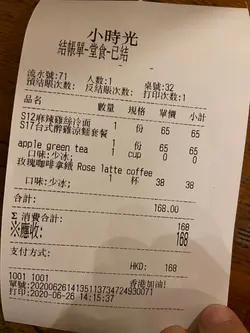 小時光
結帳單-堂食-已結
流水號:71 人數:1 桌號:32
預結賬次數: 反結賬次數: 打印次數:1
品名 數量 規格 單價 小計
S12麻辣雞絲冷面 1 份 65 65
S17台式醉雞涼麵套餐
1 份 65 65
apple green tea 1 cup 0 0
口味:少冰;
玫瑰咖啡拿鐵 Rose latte coffee
1 杯 38 38
口味:少冰;
合計: 168.00
Σ 消費合計: 168
※應收: 168
支付方式:
HKD: 168
1001 1001 香港加油!
單號:20200626141351137347249300​71
打印:2020-06-26 14:15:37